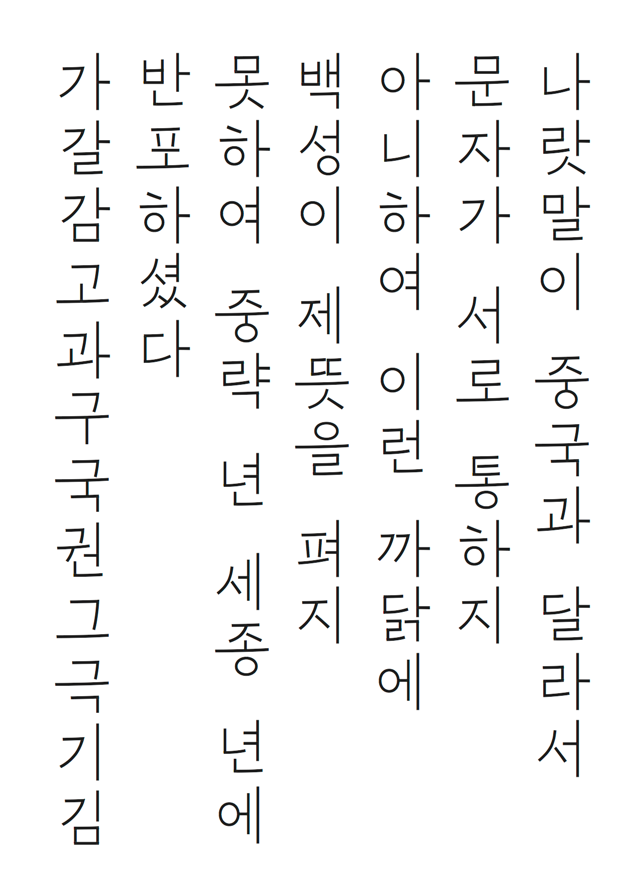 나랏말이 중국과 달라서
문자가 서로 통하지
아니하여 이런 까닭에
백성이 제뜻을 펴지
못하여 중략 년 세종 년에
반포하셨다
가갈감고과구국권그극기김